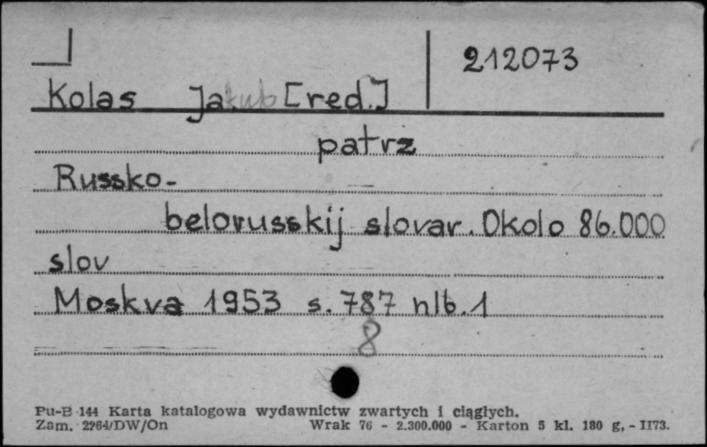 212073
Kolas Jakub [red.]
patrz
Russko-
belorusskij slovar. Okolo 86.000
slov
Moskva 1953 s. 787 nlb. 1
8
Pu-B 144 Karta katalogowa wydawnictw zwartych i ciągłych.
Zam. 2264/DW/On Wrak 76 - 2.300.000 - Karton 5 kl. 180 g, - II73.